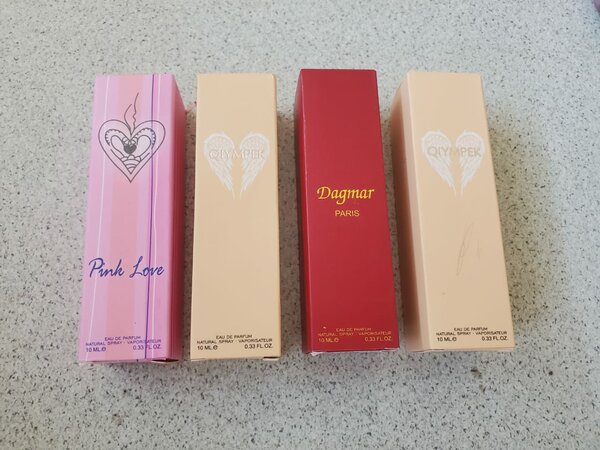 Pink Love
EAU DE PARFUM
NATURAL SPRAY - VAPORISATEUR
10 ML.e 0.33 FL.OZ.
QIYMPEK
EAU DE PARFUM
NATURAL SPRAY - VAPORISATEUR
10 ML.e 0.33 FL.OZ.
Dagmar
PARIS
EAU DE PARFUM
NATURAL SPRAY - VAPORISATEUR
10 ML.e 0.33 FL.OZ.
QIYMPEK
EAU DE PARFUM
NATURAL SPRAY - VAPORISATEUR
10 ML.e 0.33 FL.OZ.